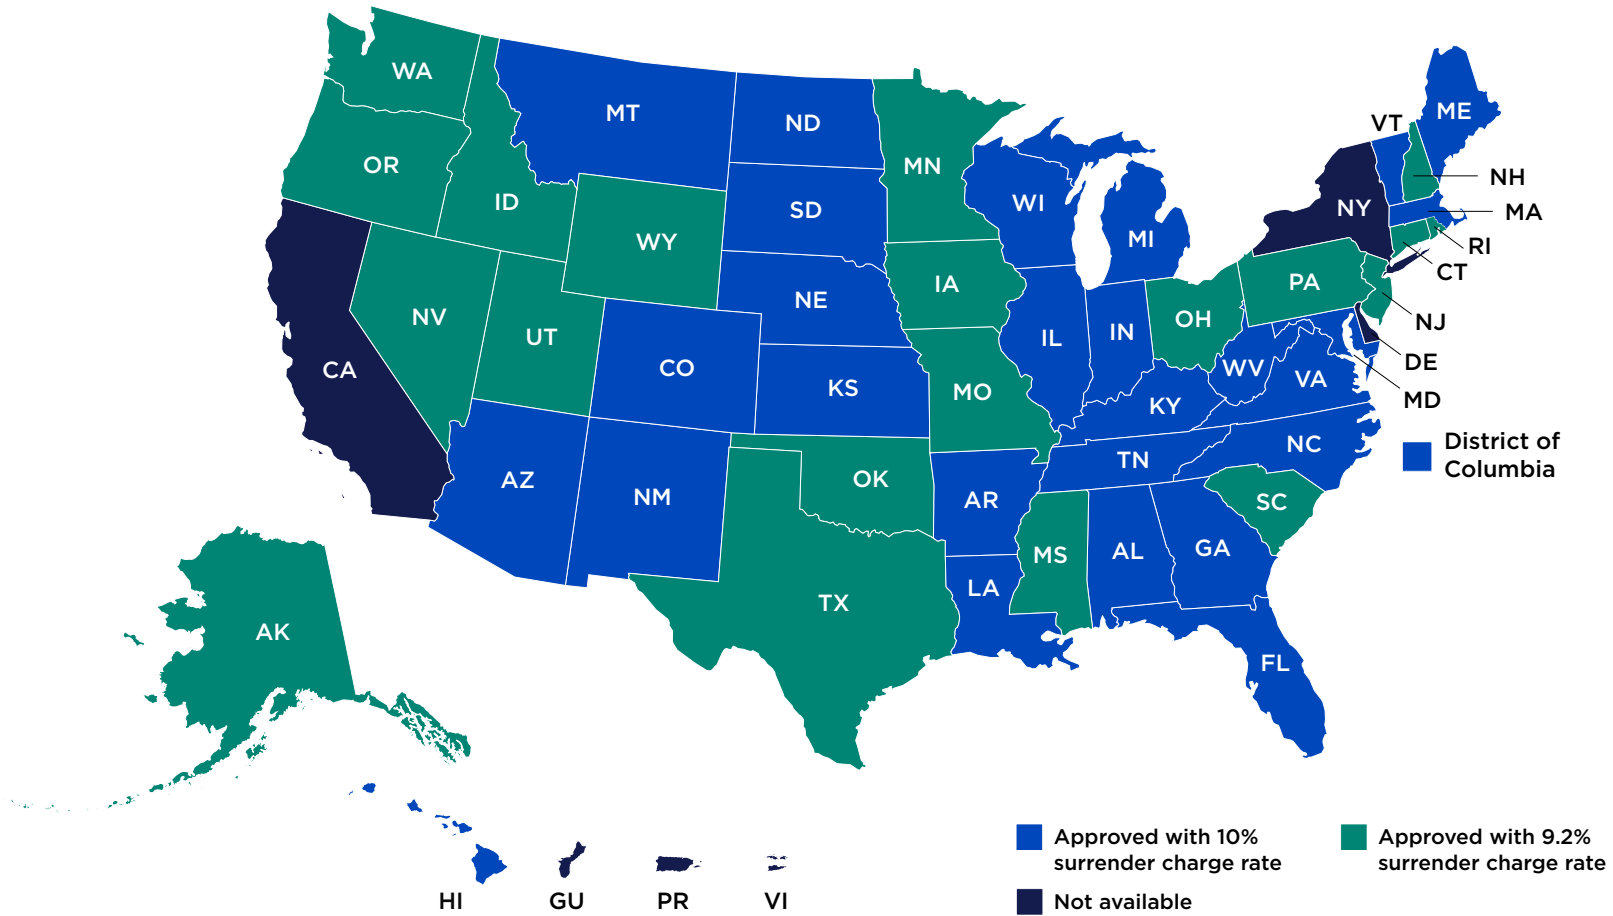 WA
MT
ND
MN
VT
ME
OR
ID
SD
WI
MI
NY
NH
MA
RI
CT
WY
NE
IA
PA
NJ
NV
UT
CO
KS
MO
IL
IN
OH
WV
VA
DE
MD
CA
KY
NC
District of
Columbia
AZ
NM
OK
AR
TN
SC
MS
AL
GA
LA
TX
FL
AK
HI
GU
PR
VI
Approved with 10%
surrender charge rate
Approved with 9.2%
surrender charge rate
Not available